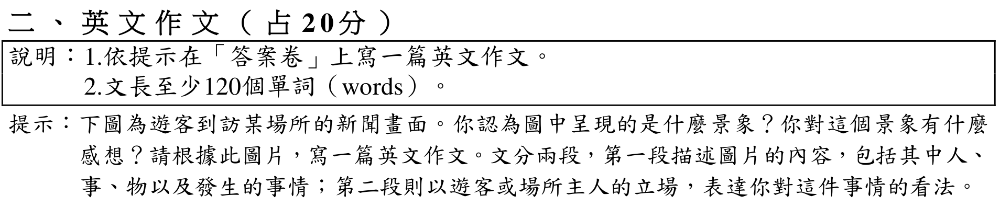 二、英文作文（占20分）
說明：1.依提示在「答案卷」上寫一篇英文作文。
2.文長至少120個單詞（words）。
提示：下圖為遊客到訪某場所的新聞畫面。你認為圖中呈現的是什麼景象？你對這個景象有什麼
感想？請根據此圖片，寫一篇英文作文。文分兩段，第一段描述圖片的內容，包括其中人、
事、物以及發生的事情；第二段則以遊客或場所主人的立場，表達你對這件事情的看法。